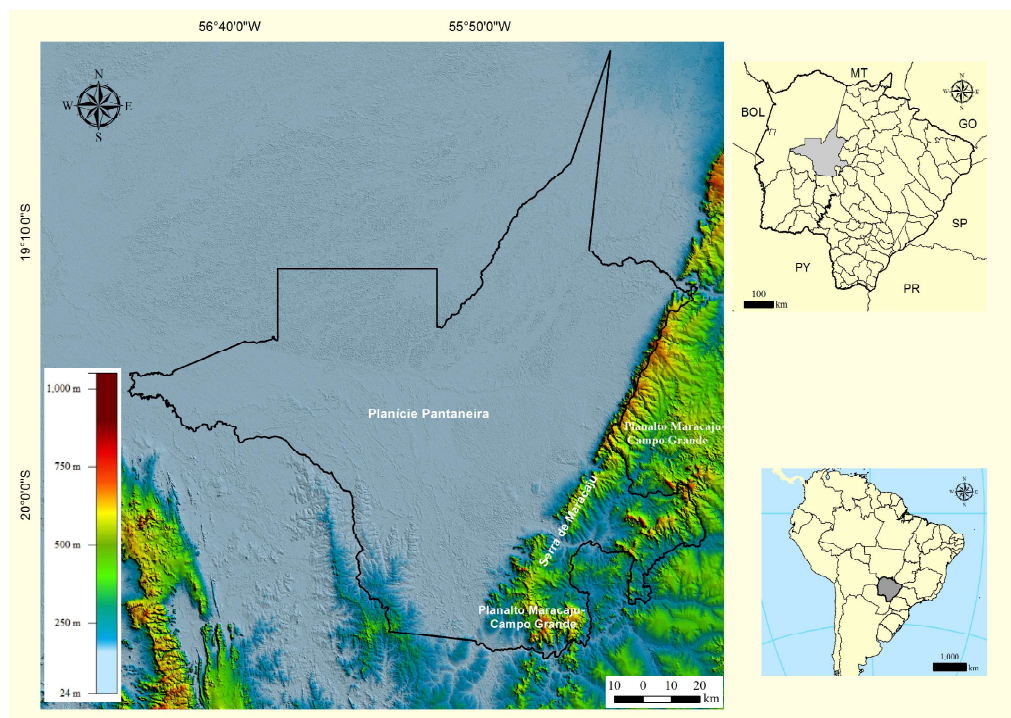 56°40'0"W
55°50'0"W
19°10'0"S
20°0'0"S
N
W
E
S
1,000 m
750 m
500 m
250 m
24 m
Planície Pantaneira
Planalto Maracaju-
Campo Grande
Serra de Maracaju
Planalto Maracaju-
Campo Grande
10 0 10 20
km
MT
BOL
GO
SP
PY
PR
N
W
E
S
100
km
N
W
E
S
1,000
km